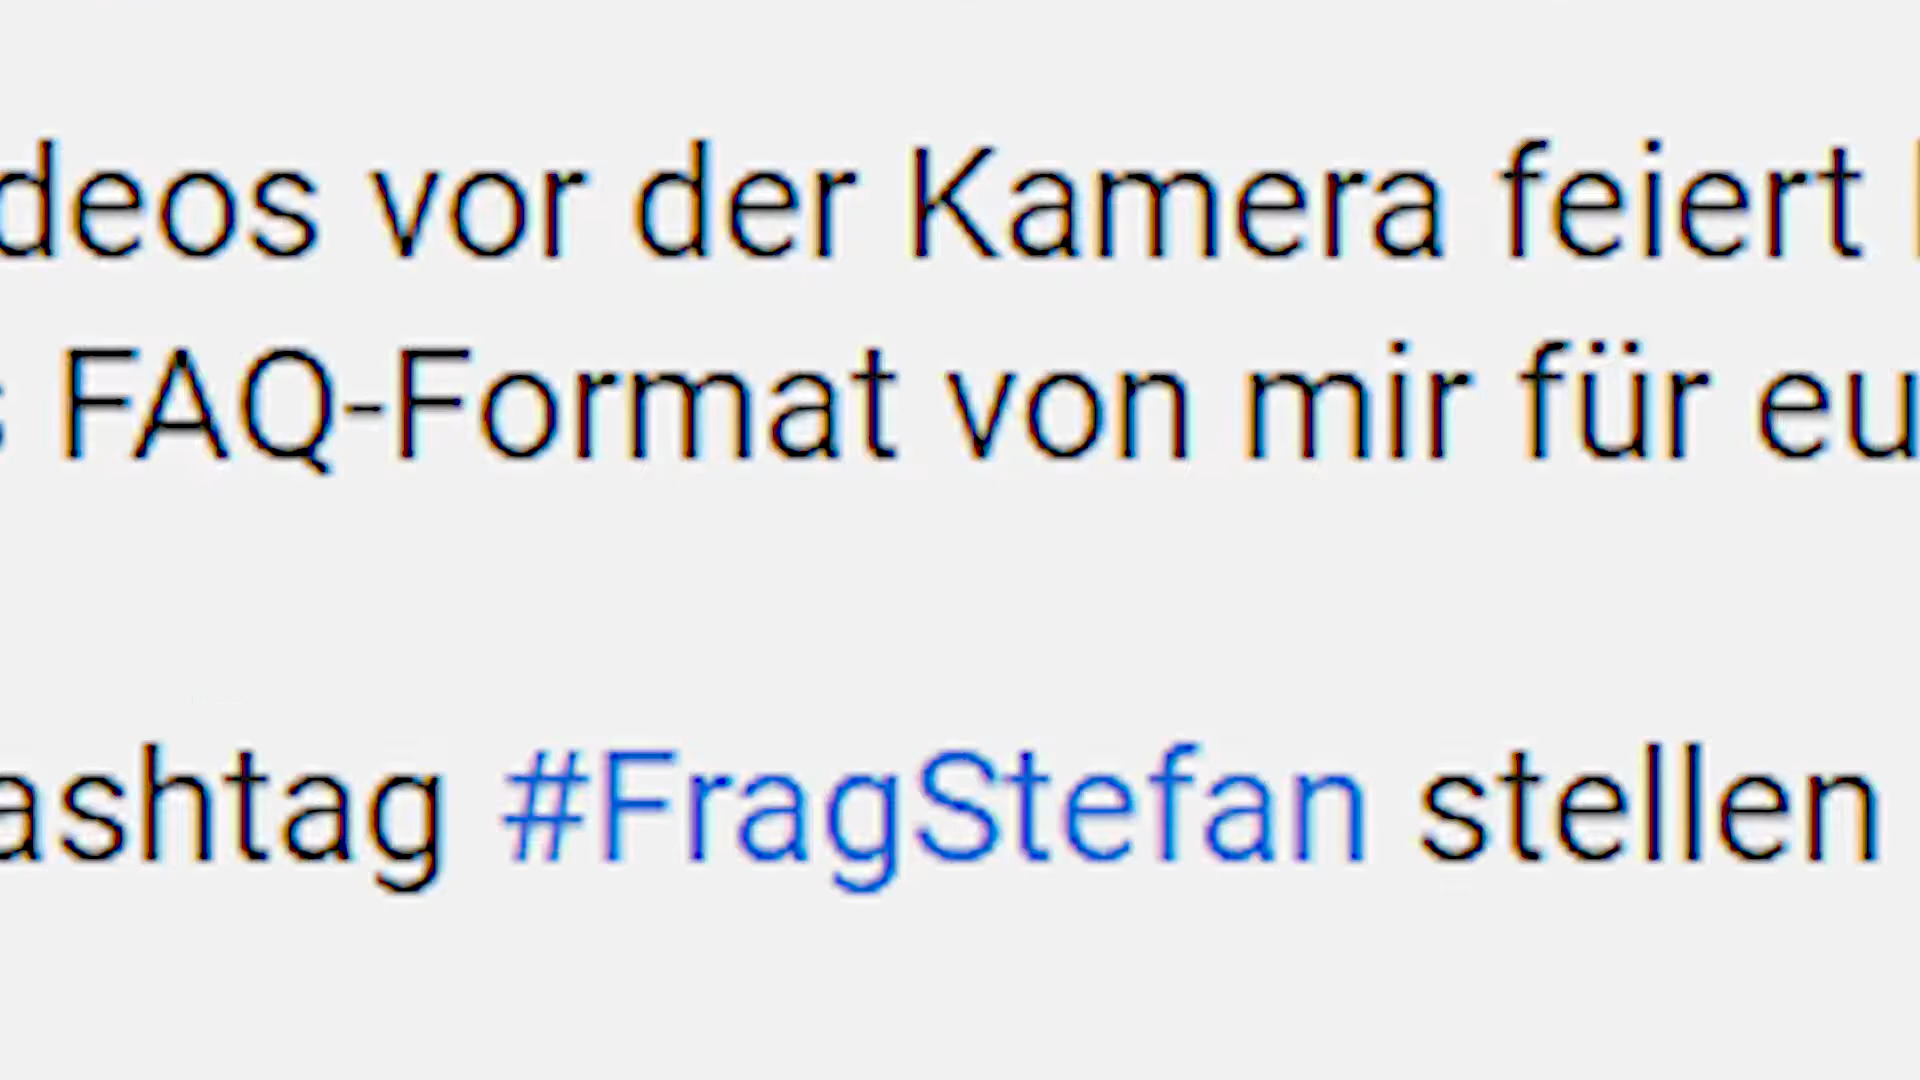 deos vor der Kamera feiert
FAQ-Format von mir für eu
ashtag #FragStefan stellen